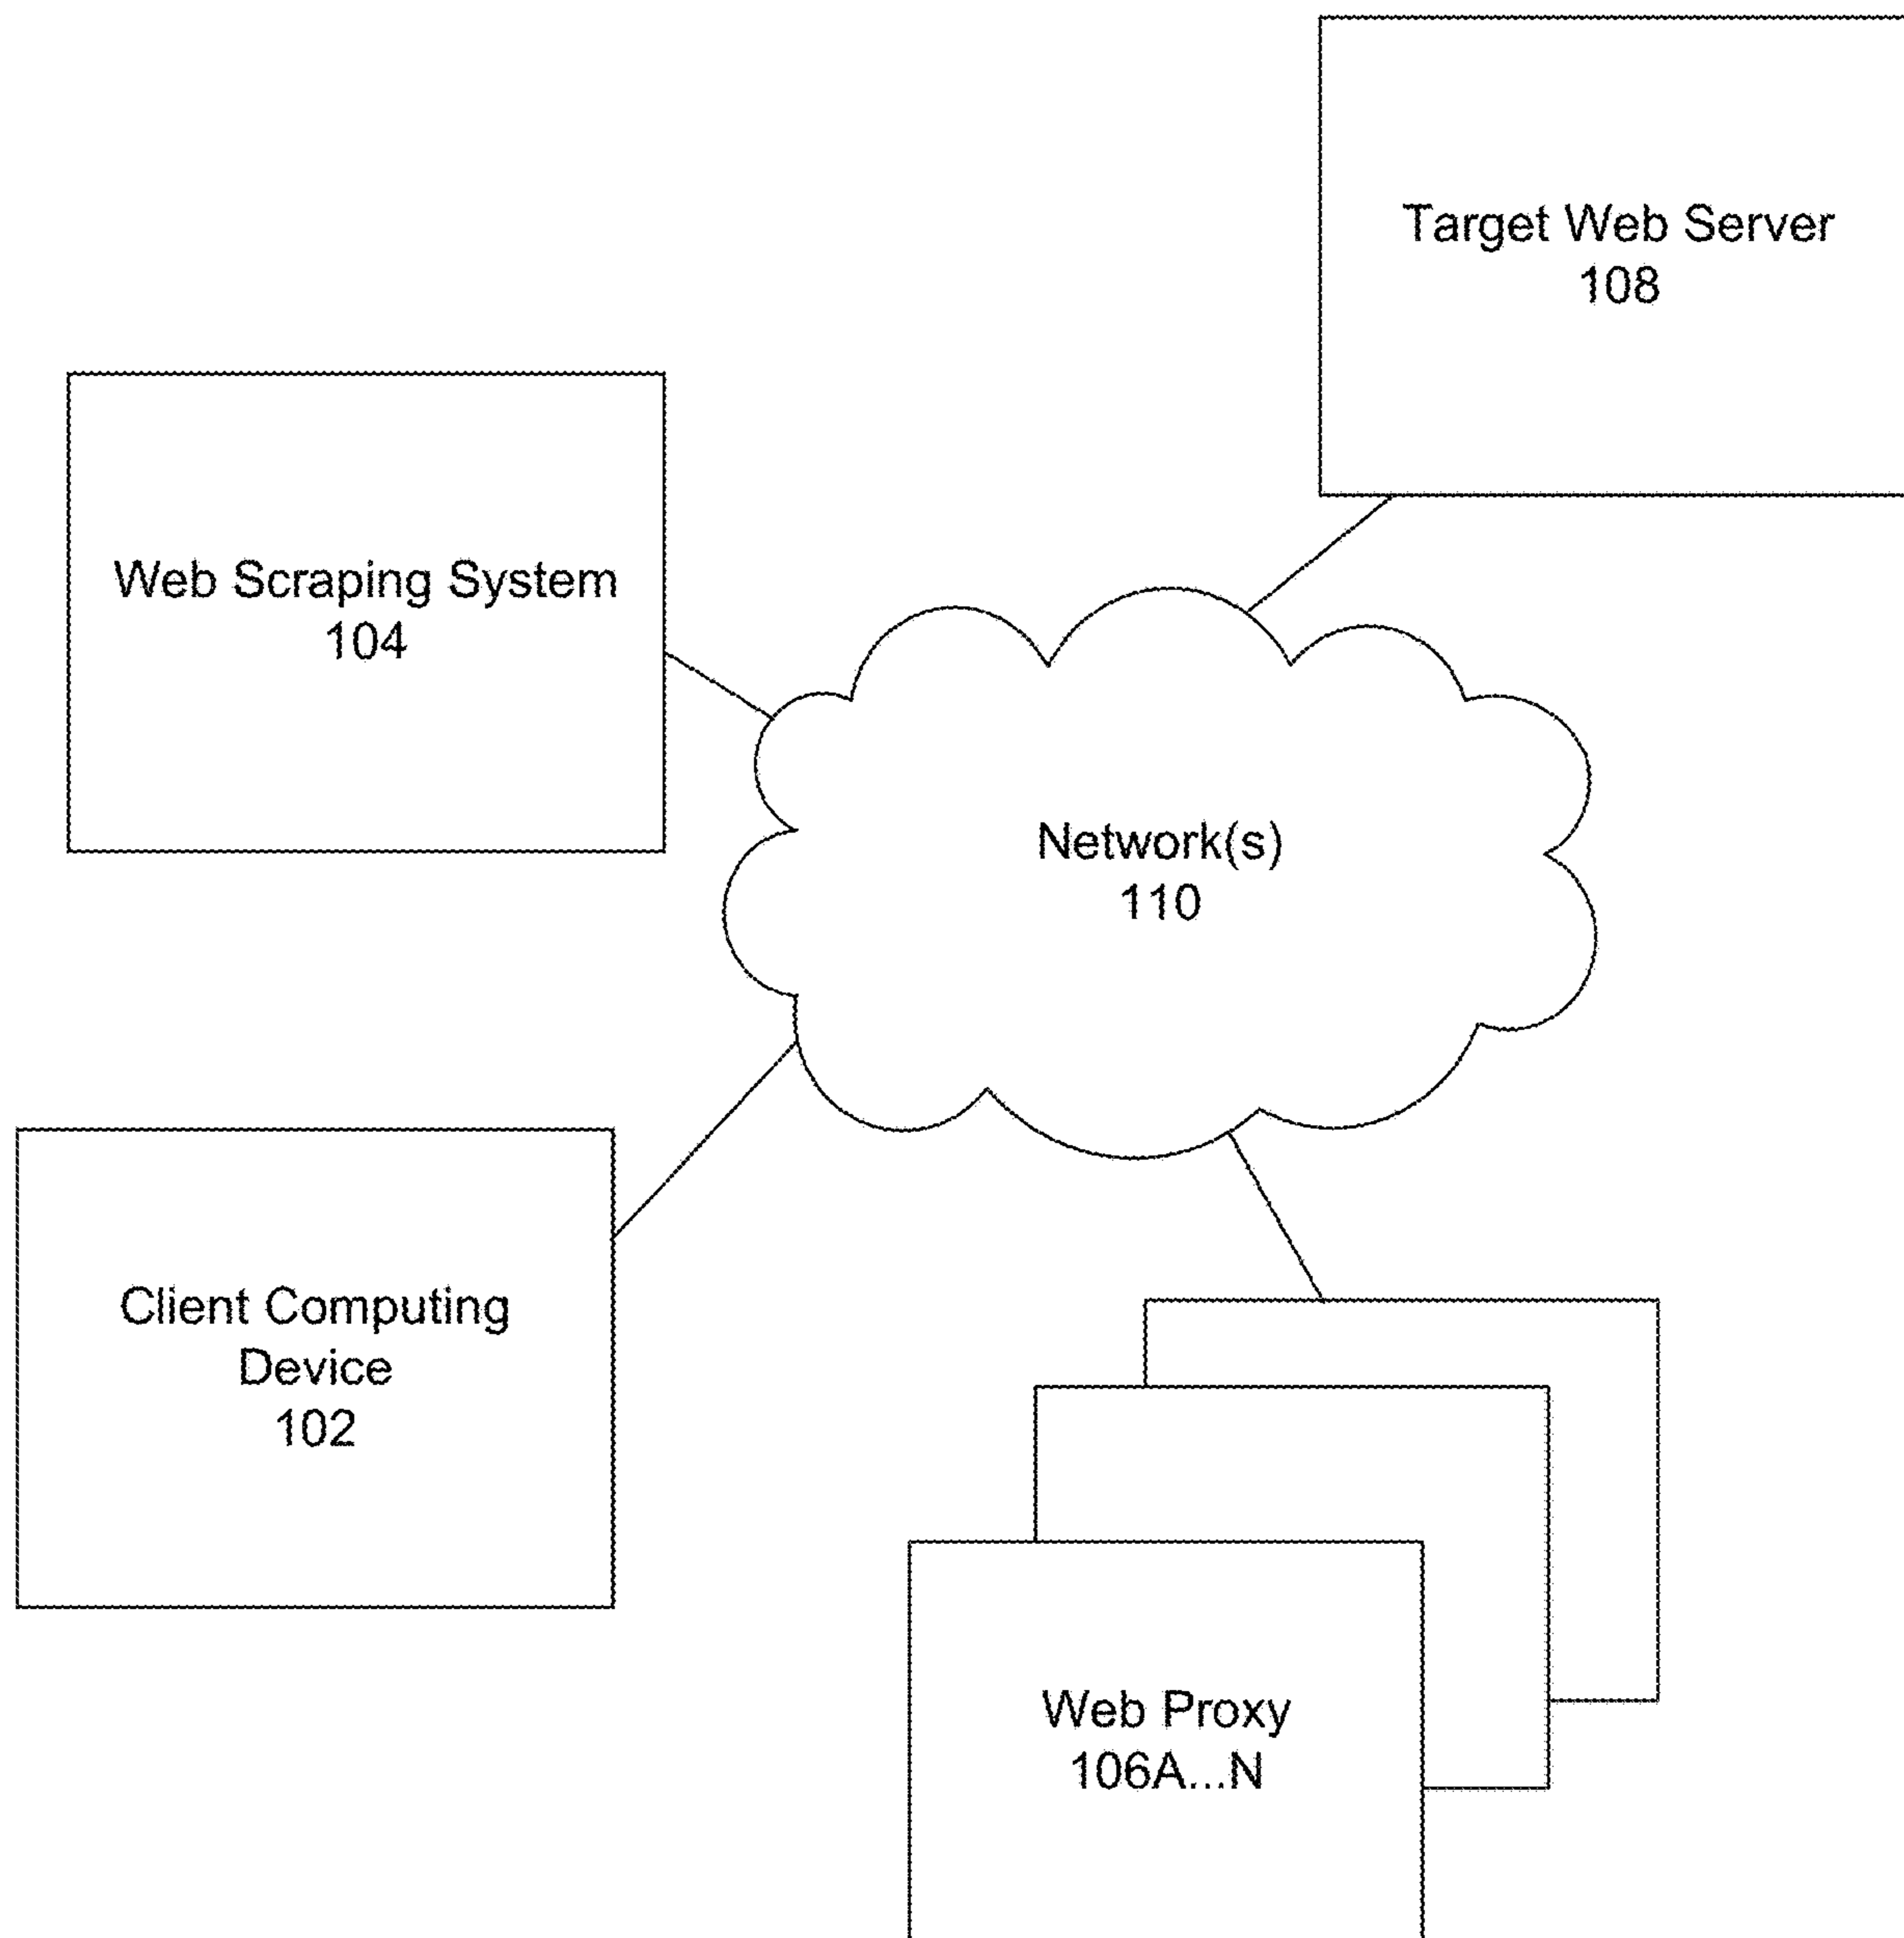 Target Web Server
108
Web Scraping System
104
Network(s)
110
Client Computing
Device
102
Web Proxy
106A...N